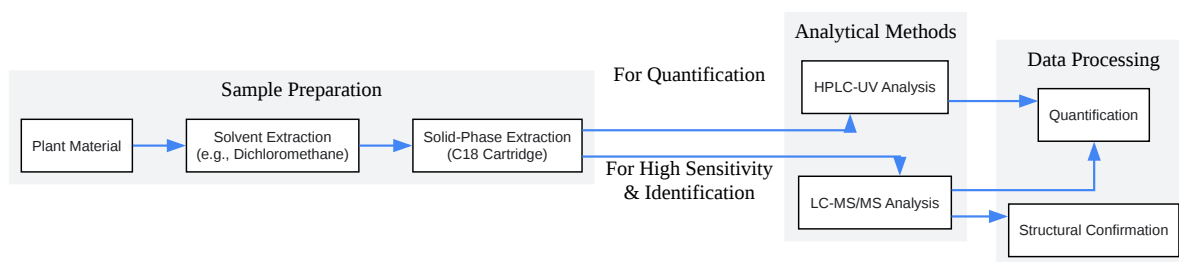 Sample Preparation
Plant Material
Solvent Extraction
(e.g., Dichloromethane)
Solid-Phase Extraction
(C18 Cartridge)
For Quantification
For High Sensitivity
& Identification
Analytical Methods
HPLC-UV Analysis
LC-MS/MS Analysis
Data Processing
Quantification
Structural Confirmation